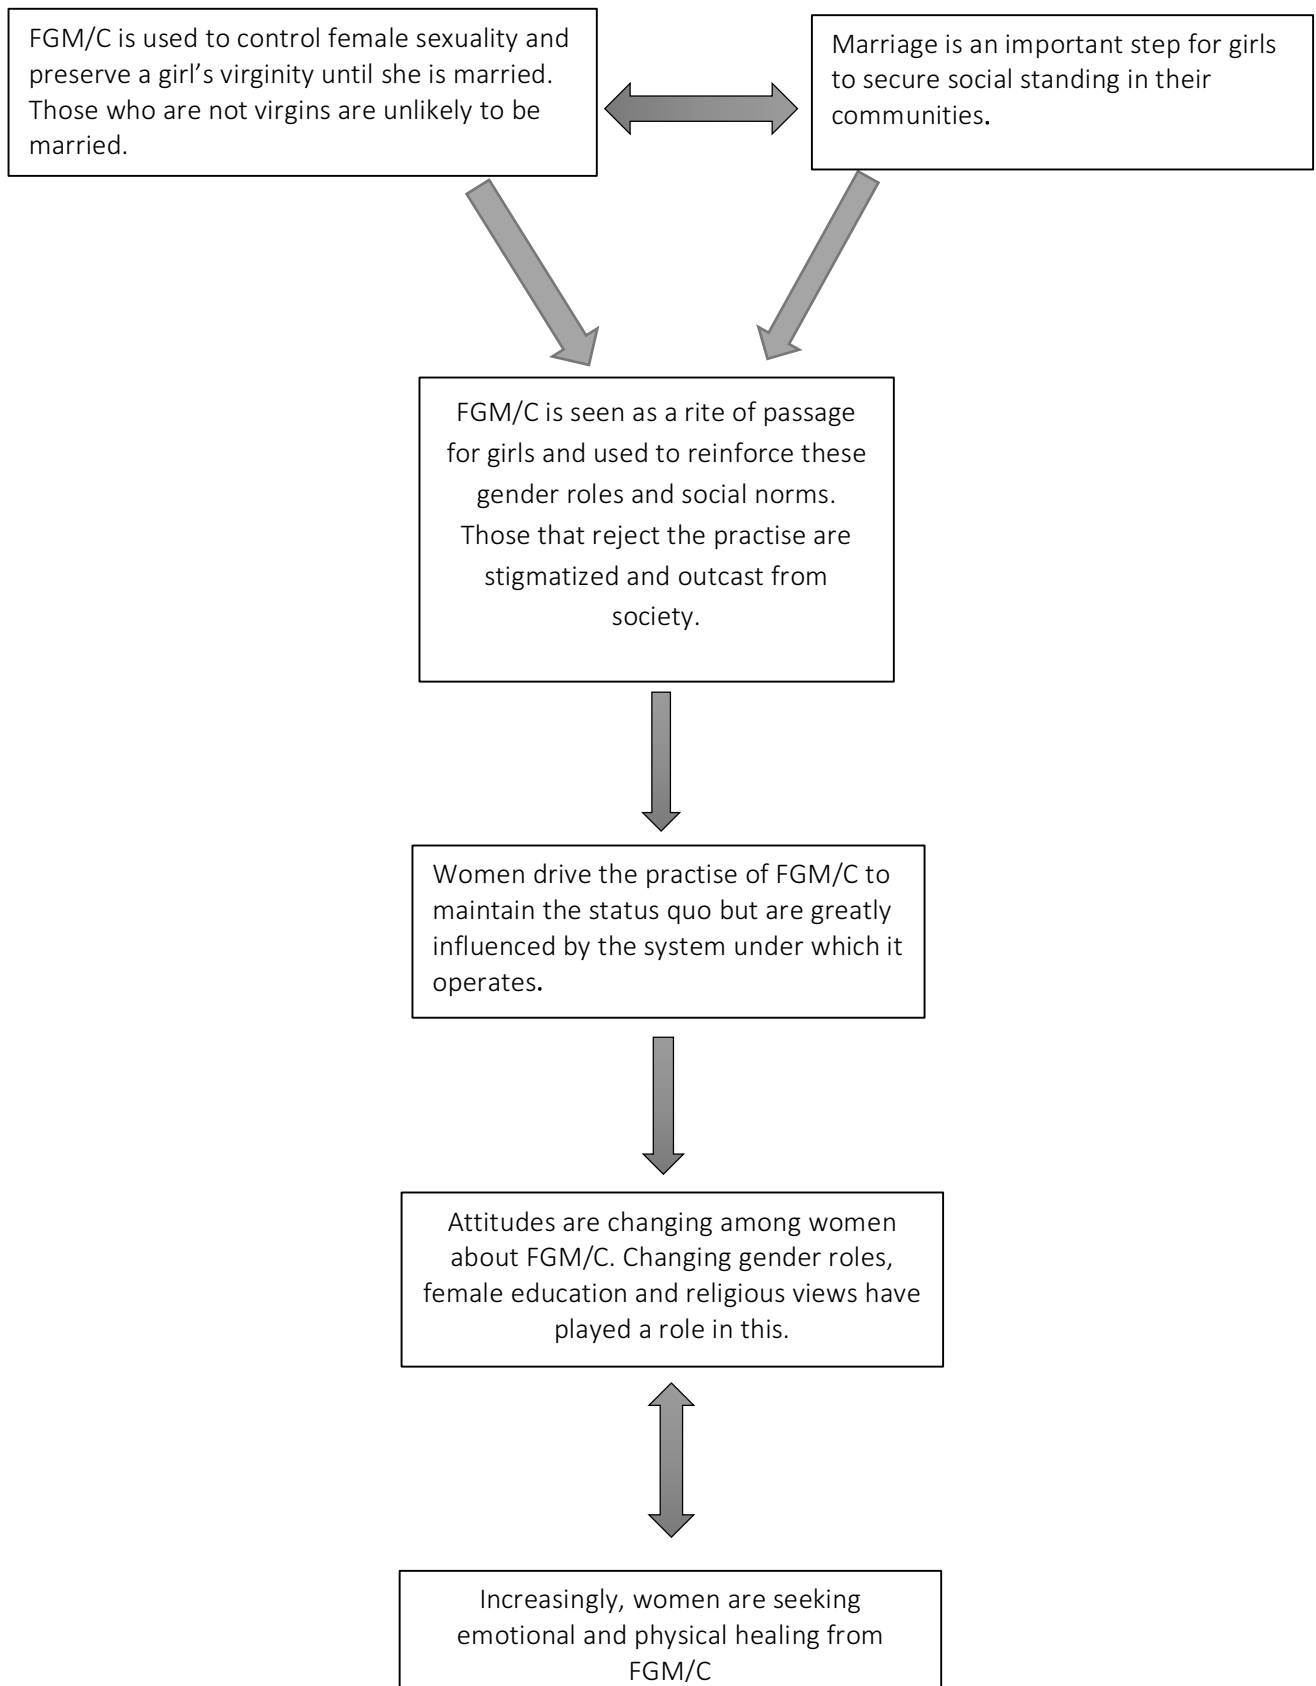 FGM/C is used to control female sexuality and
preserve a girl’s virginity until she is married.
Those who are not virgins are unlikely to be
married.
Marriage is an important step for girls
to secure social standing in their
communities.
FGM/C is seen as a rite of passage
for girls and used to reinforce these
gender roles and social norms.
Those that reject the practise are
stigmatized and outcast from
society.
Women drive the practise of FGM/C to
maintain the status quo but are greatly
influenced by the system under which it
operates.
Attitudes are changing among women
about FGM/C. Changing gender roles,
female education and religious views have
played a role in this.
Increasingly, women are seeking
emotional and physical healing from
FGM/C